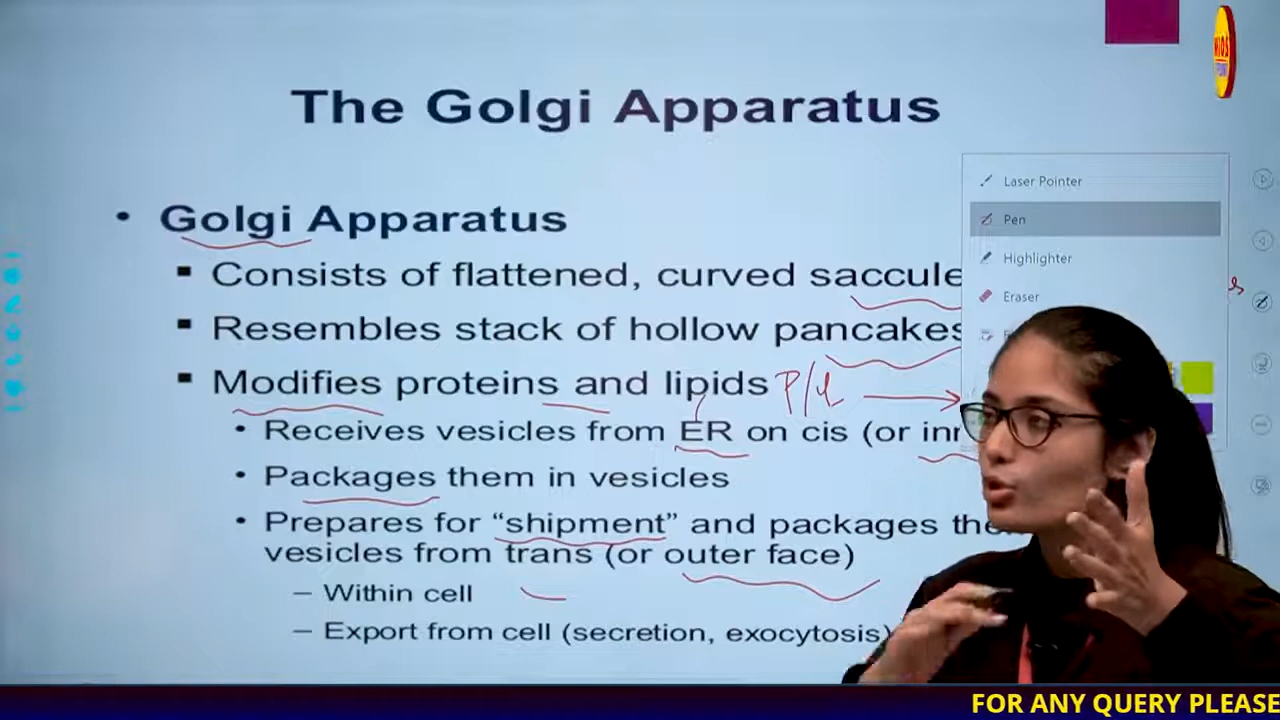 The Golgi Apparatus
Laser Pointer
Pen
• Golgi Apparatus
Highlighter
▪ Consists of flattened, curved saccule
Eraser
▪ Resembles stack of hollow pancakes
▪ Modifies proteins and lipids
• Receives vesicles from ER on cis (or inn
• Packages them in vesicles
• Prepares for “shipment” and packages the
vesicles from trans (or outer face)
– Within cell
– Export from cell (secretion, exocytosis)
FOR ANY QUERY PLEASE